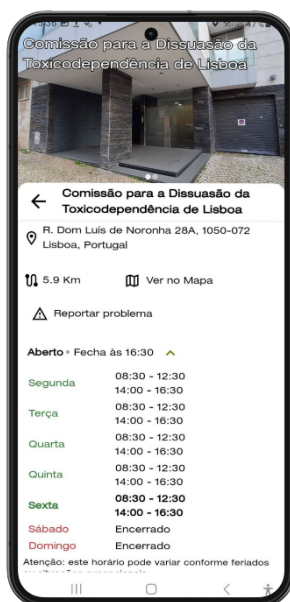 Comissão para a Dissuasão da
Toxicodependência de Lisboa
Comissão para a Dissuasão da
Toxicodependência de Lisboa
R. Dom Luís de Noronha 28A, 1050-072
Lisboa, Portugal
5.9 Km
Ver no Mapa
Reportar problema
Aberto • Fecha às 16:30
Segunda 08:30 - 12:30
14:00 - 16:30
Terça 08:30 - 12:30
14:00 - 16:30
Quarta 08:30 - 12:30
14:00 - 16:30
Quinta 08:30 - 12:30
14:00 - 16:30
Sexta 08:30 - 12:30
14:00 - 16:30
Sábado Encerrado
Domingo Encerrado
Atenção: este horário pode variar conforme feriados